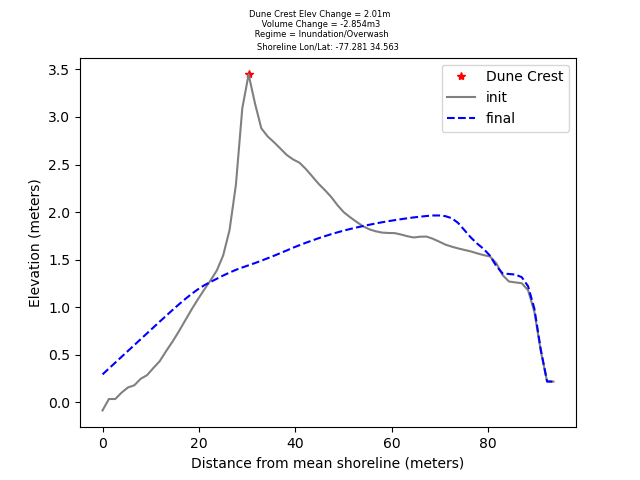 Dune Crest Elev Change = 2.01m
Volume Change = -2.854m3
Regime = Inundation/Overwash
Shoreline Lon/Lat: -77.281 34.563
Dune Crest
init
final
Elevation (meters)
3.5
3.0
2.5
2.0
1.5
1.0
0.5
0.0
0 20 40 60 80
Distance from mean shoreline (meters)